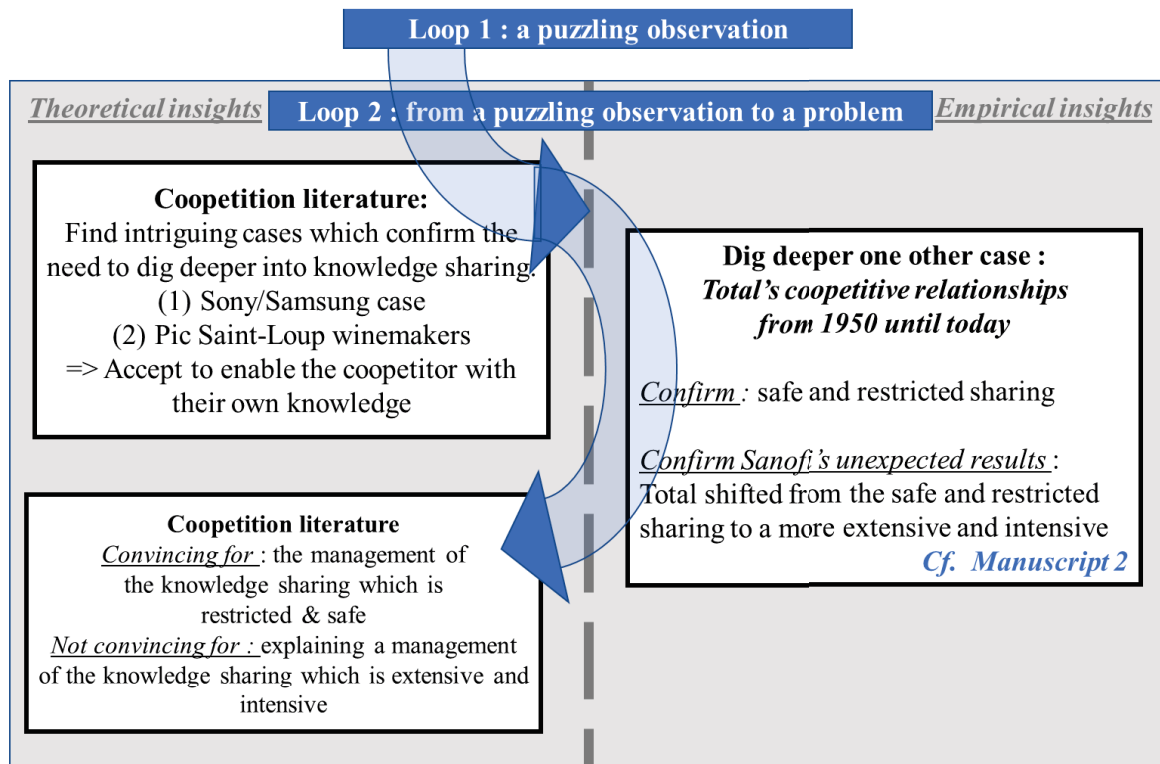 Loop 1 : a puzzling observation
Theoretical insights
Loop 2 : from a puzzling observation to a problem
Empirical insights
Coopetition literature:
Find intriguing cases which confirm the
need to dig deeper into knowledge sharing:
(1) Sony/Samsung case
(2) Pic Saint-Loup winemakers
=> Accept to enable the coopetitor with
their own knowledge
Dig deeper one other case :
Total's coopetitive relationships
from 1950 until today
Confirm : safe and restricted sharing
Confirm Sanofi's unexpected results :
Total shifted from the safe and restricted
sharing to a more extensive and intensive
Cf. Manuscript 2
Coopetition literature
Convincing for : the management of
the knowledge sharing which is
restricted & safe
Not convincing for : explaining a management
of the knowledge sharing which is extensive and
intensive